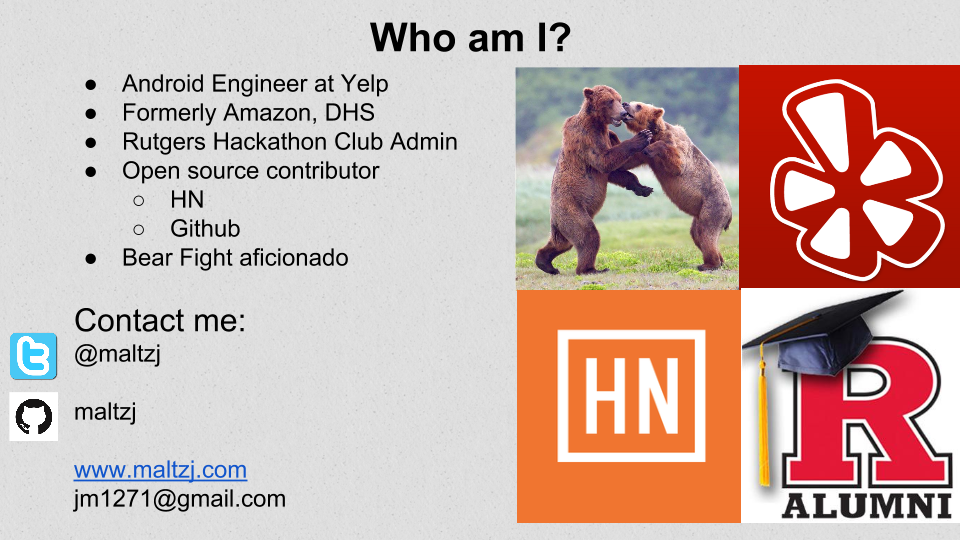 Who am I?
● Android Engineer at Yelp
● Formerly Amazon, DHS
● Rutgers Hackathon Club Admin
● Open source contributor
○ HN
○ Github
● Bear Fight aficionado
Contact me:
@maltzj
maltzj
www.maltzj.com
jm1271@gmail.com
HN
R
ALUMNI